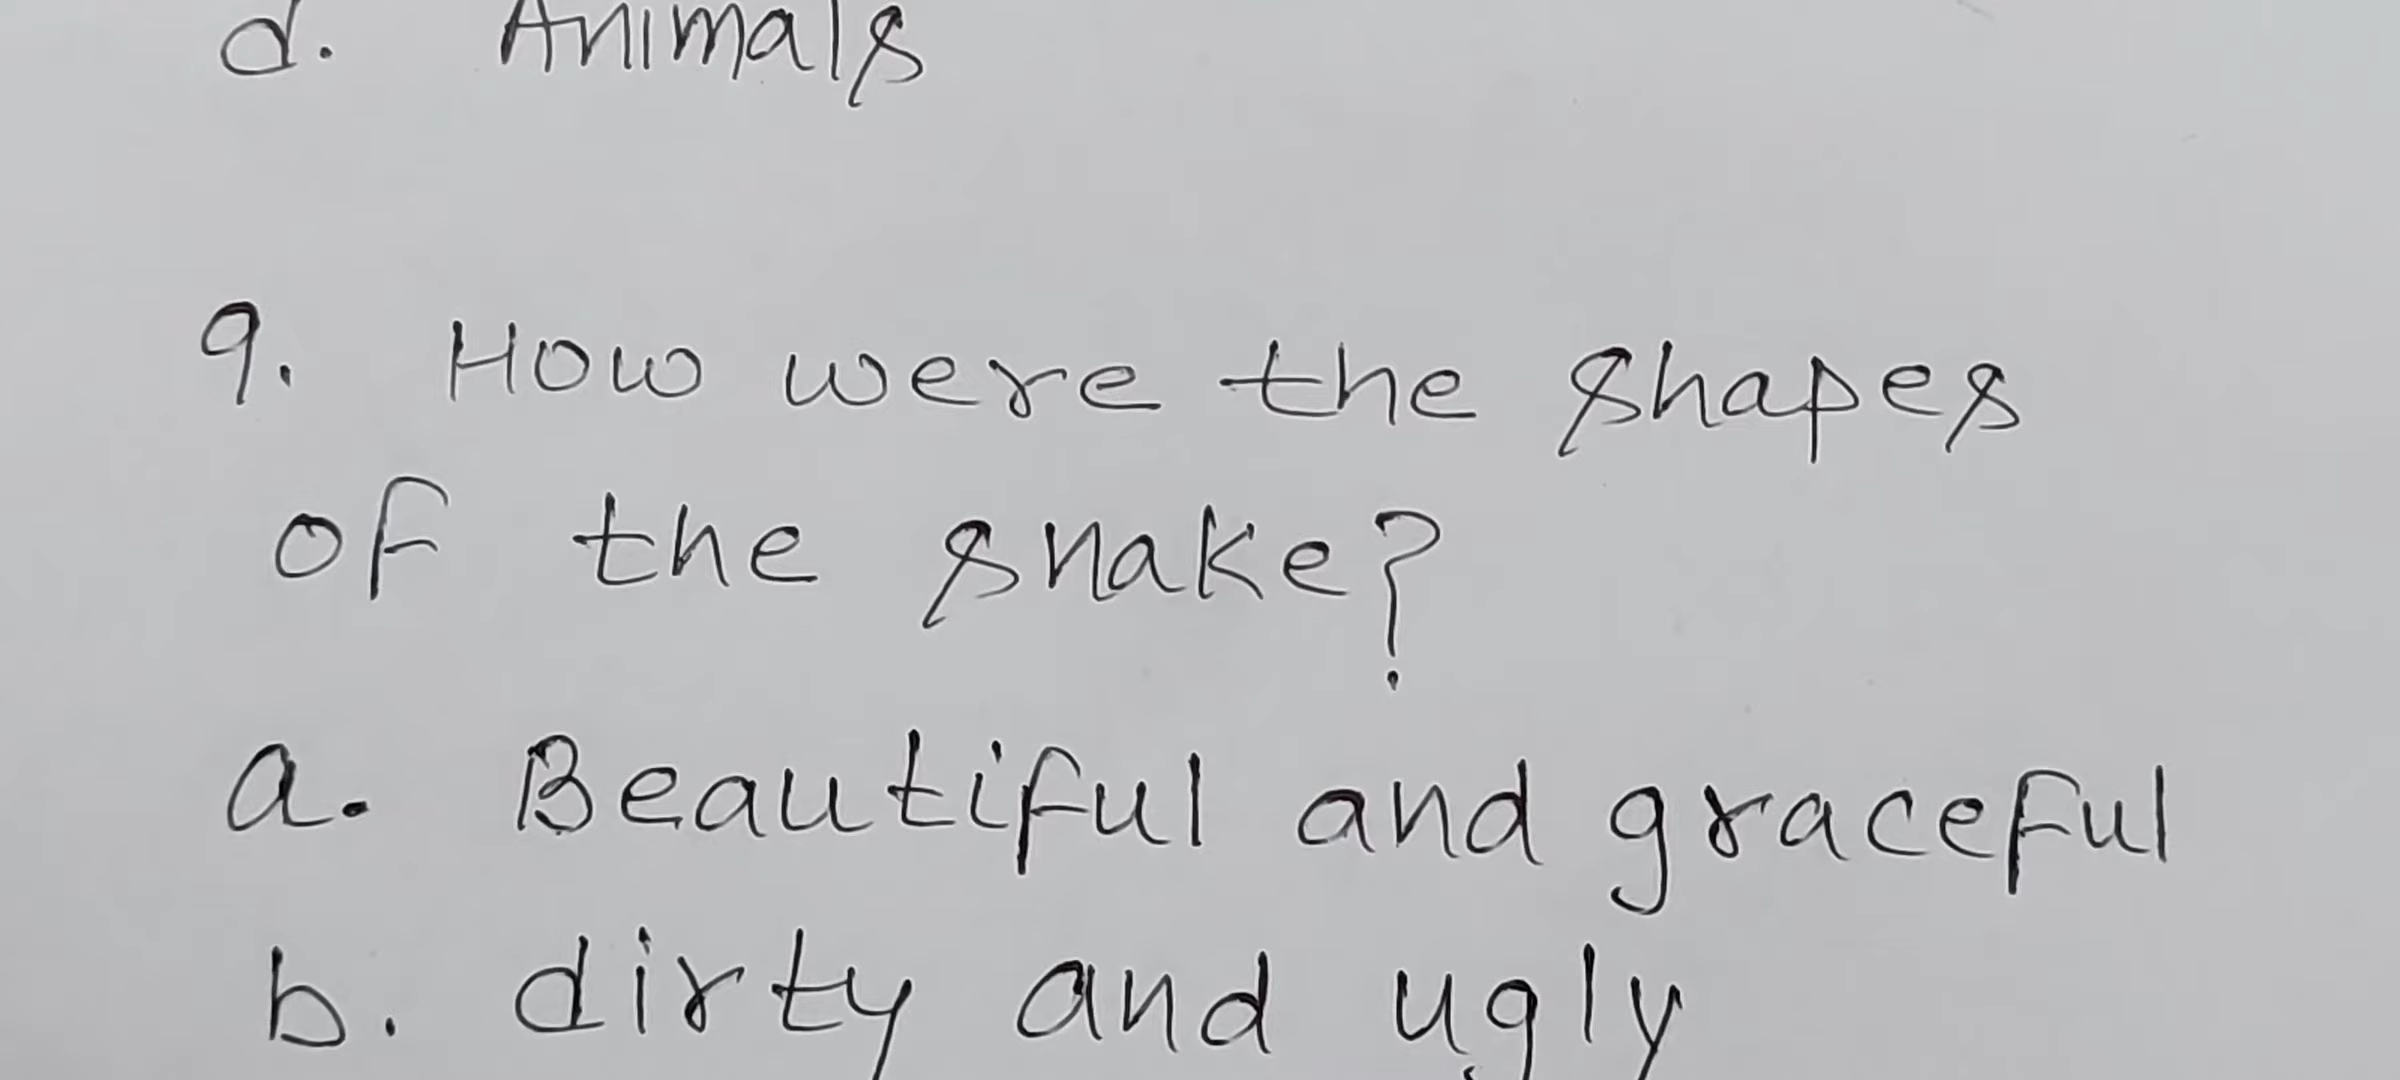 d. Animals
9. How were the shapes
of the snake?
a. Beautiful and graceful
b. dirty and ugly